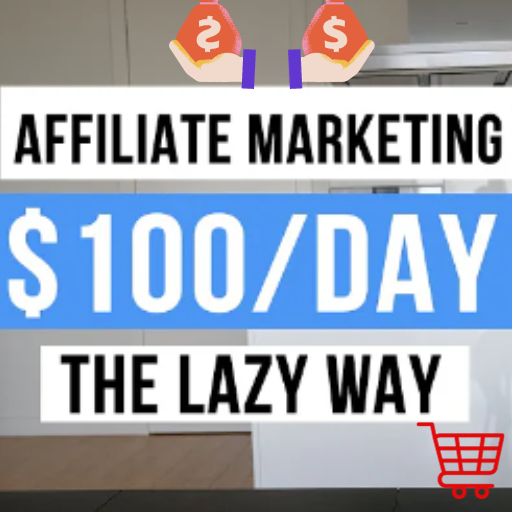 $ $
AFFILIATE MARKETING
$100/DAY
THE LAZY WAY